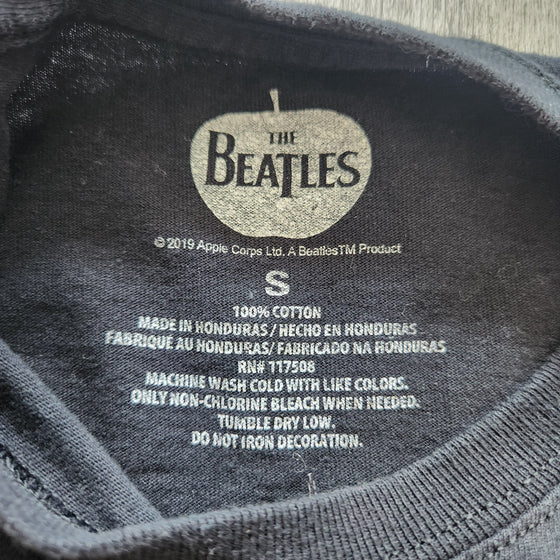 THE
BEATLES
© 2019 Apple Corps Ltd. A Beatles™ Product
S
100% COTTON
MADE IN HONDURAS / HECHO EN HONDURAS
FABRIQUÉ AU HONDURAS/ FABRICADO NA HONDURAS
RN# 117508
MACHINE WASH COLD WITH LIKE COLORS.
ONLY NON-CHLORINE BLEACH WHEN NEEDED.
TUMBLE DRY LOW.
DO NOT IRON DECORATION.